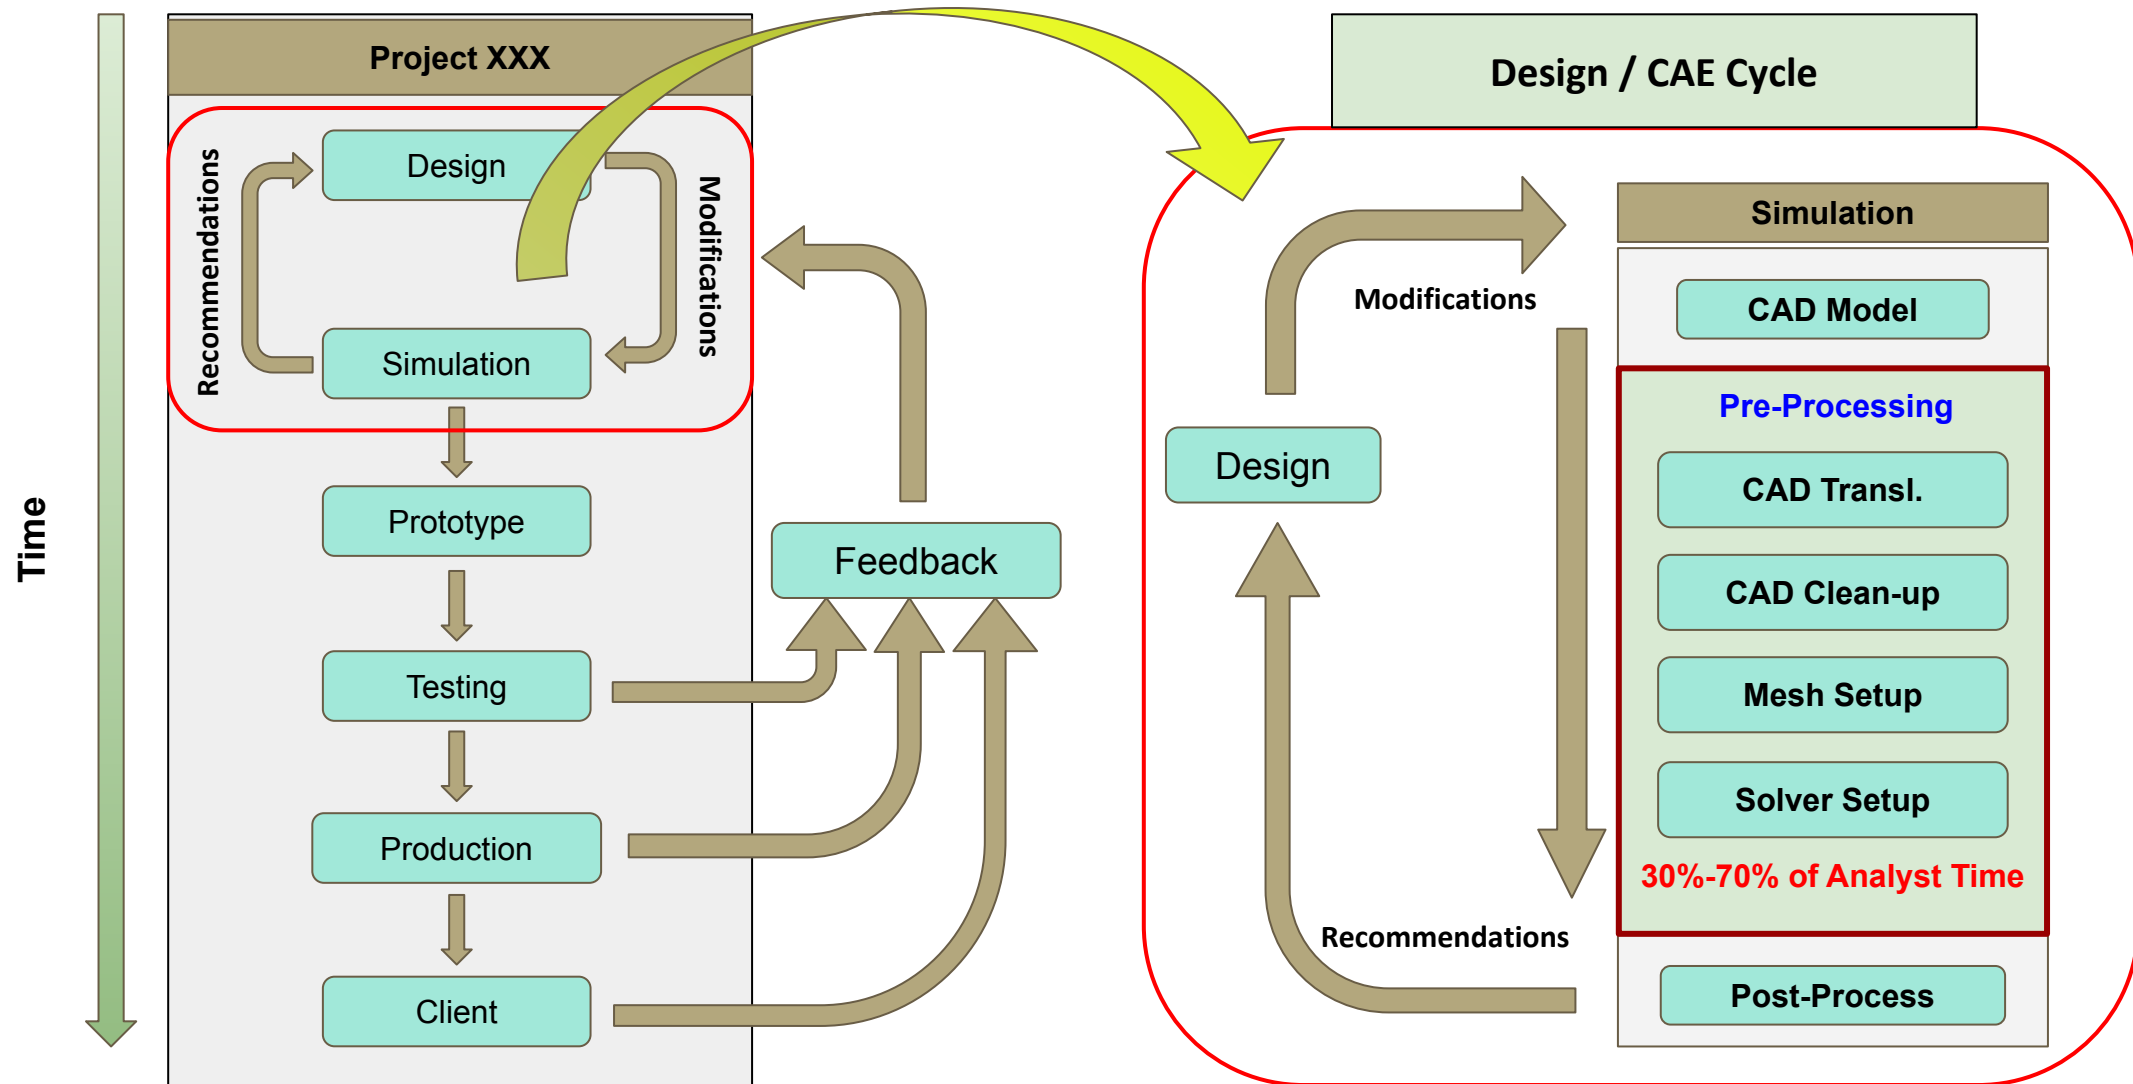 Project XXX
Design
Recommendations
Modifications
Simulation
Prototype
Testing
Production
Client
Time
Feedback
Design / CAE Cycle
Simulation
Modifications
CAD Model
Pre-Processing
Design
CAD Transl.
CAD Clean-up
Mesh Setup
Solver Setup
30%-70% of Analyst Time
Recommendations
Post-Process